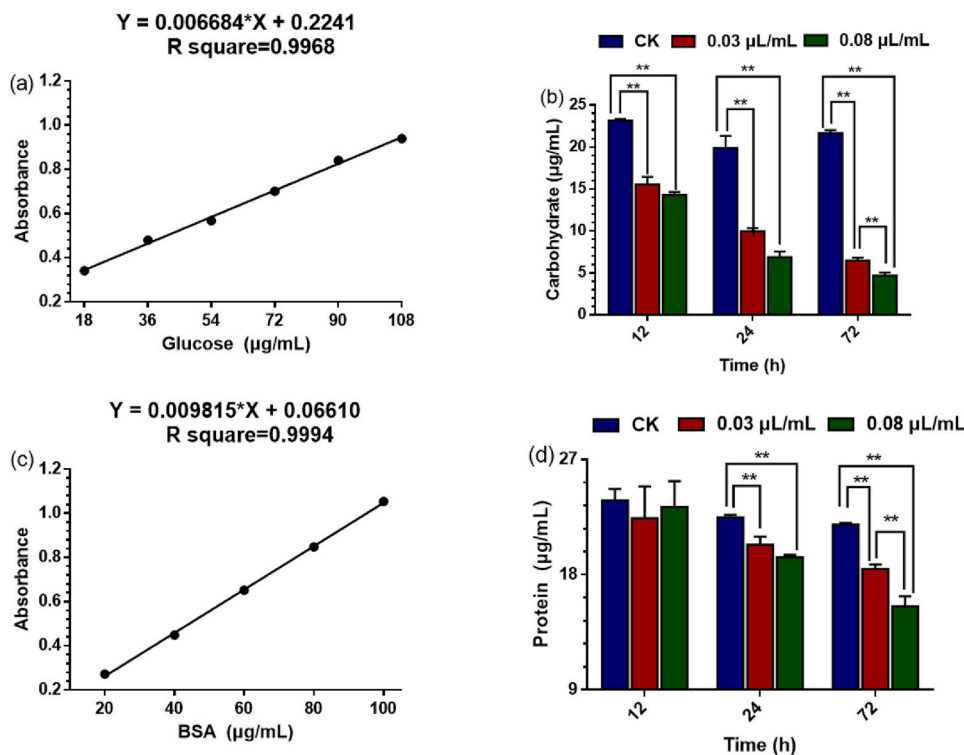 Y = 0.006684*X + 0.2241
R square=0.9968
(a)
1.2
1.0
0.8
0.6
0.4
0.2
Absorbance
18 36 54 72 90 108
Glucose (µg/mL)
CK 0.03 µL/mL 0.08 µL/mL
(b)
25
20
15
10
5
0
Carbohydrate (µg/mL)
** ** **
** ** **
**
12 24 72
Time (h)
Y = 0.009815*X + 0.06610
R square=0.9994
(c)
1.2
1.0
0.8
0.6
0.4
0.2
Absorbance
20 40 60 80 100
BSA (µg/mL)
CK 0.03 µL/mL 0.08 µL/mL
(d)
27
18
9
Protein (µg/mL)
** **
** **
**
12 24 72
Time (h)